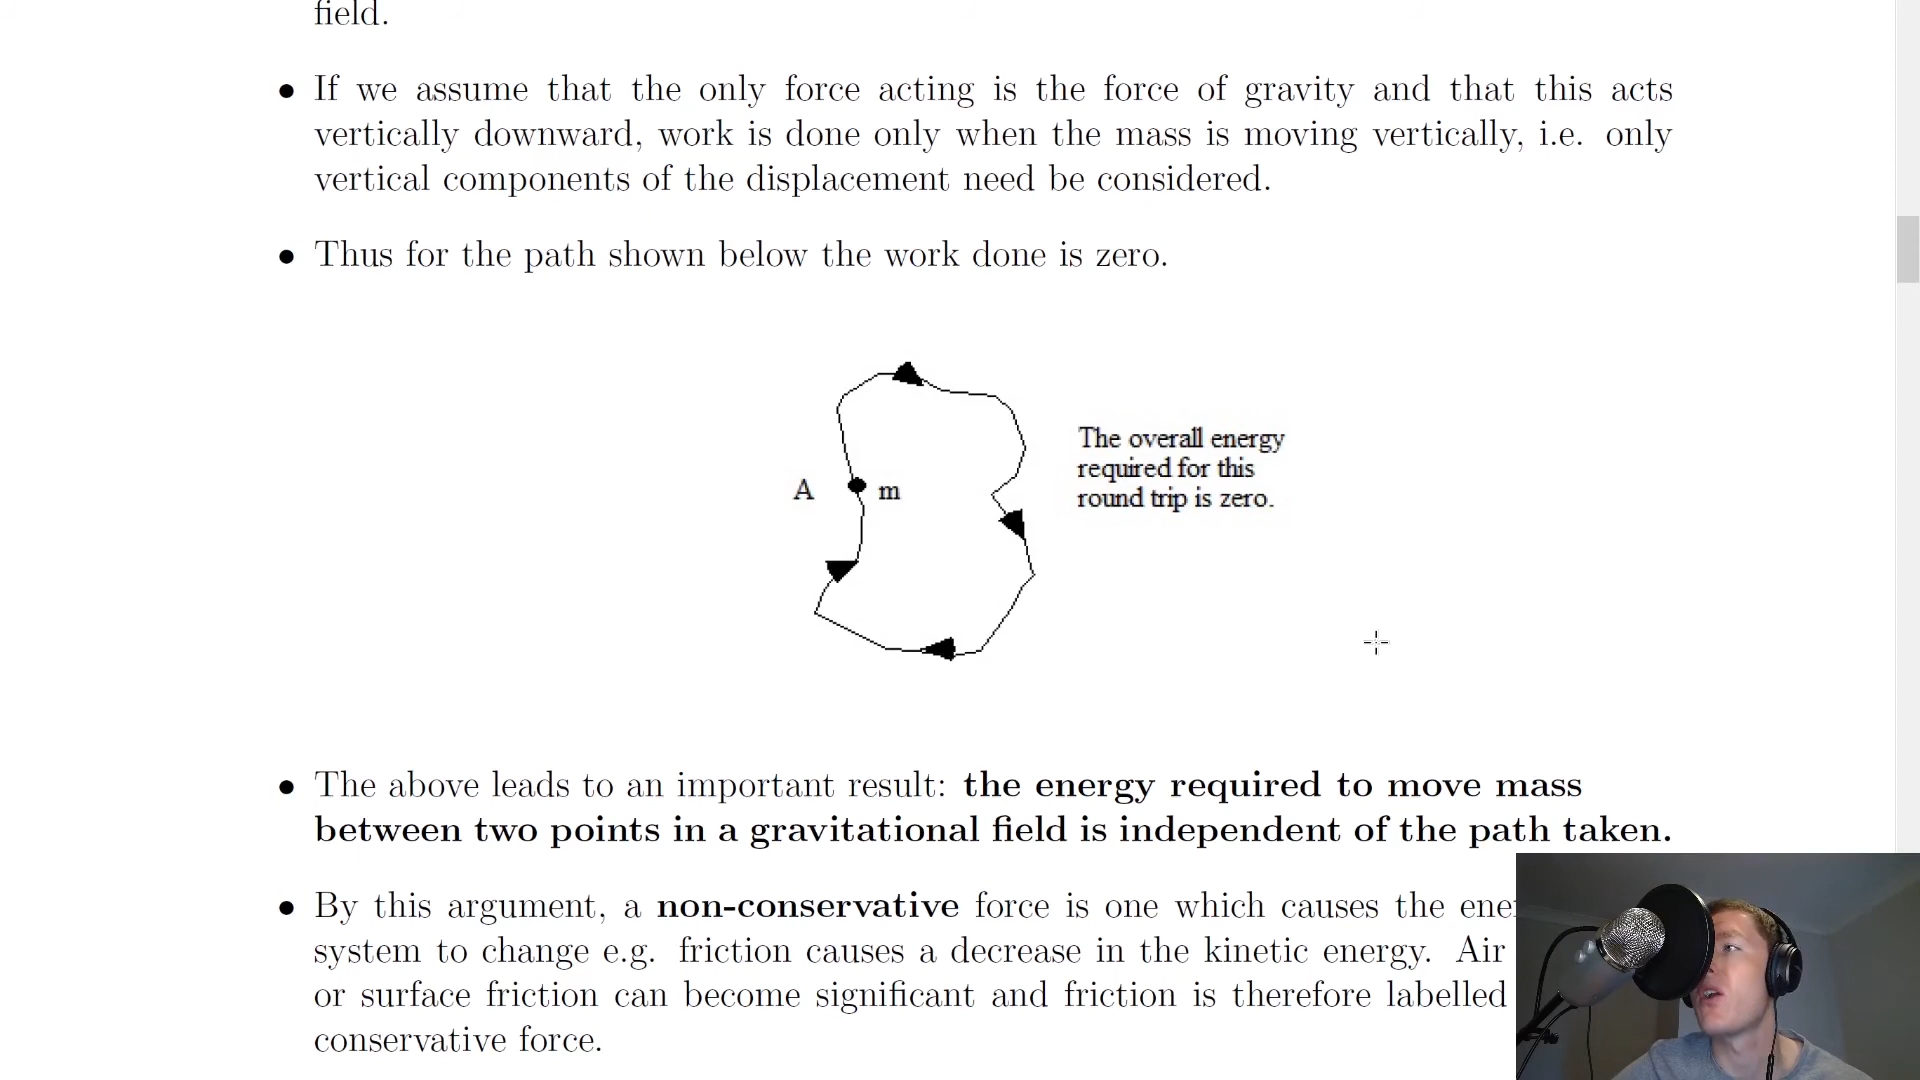 field.
• If we assume that the only force acting is the force of gravity and that this acts
vertically downward, work is done only when the mass is moving vertically, i.e. only
vertical components of the displacement need be considered.
• Thus for the path shown below the work done is zero.
The overall energy
required for this
round trip is zero.
A m
• The above leads to an important result: the energy required to move mass
between two points in a gravitational field is independent of the path taken.
• By this argument, a non-conservative force is one which causes the
system to change e.g. friction causes a decrease in the kinetic energy. Air
or surface friction can become significant and friction is therefore labelled
conservative force.